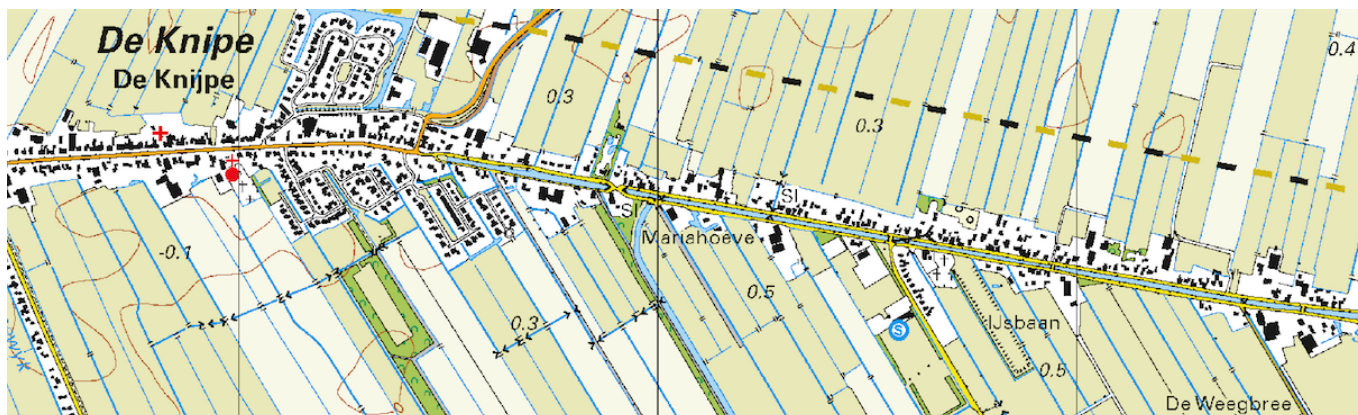 De Knipe
De Knijpe
0.4
0.3
0.3
Sl
Sl
Mariahoeve
-0.1
0.5
0.3
S
IJsbaan
0.5
De Weegbree